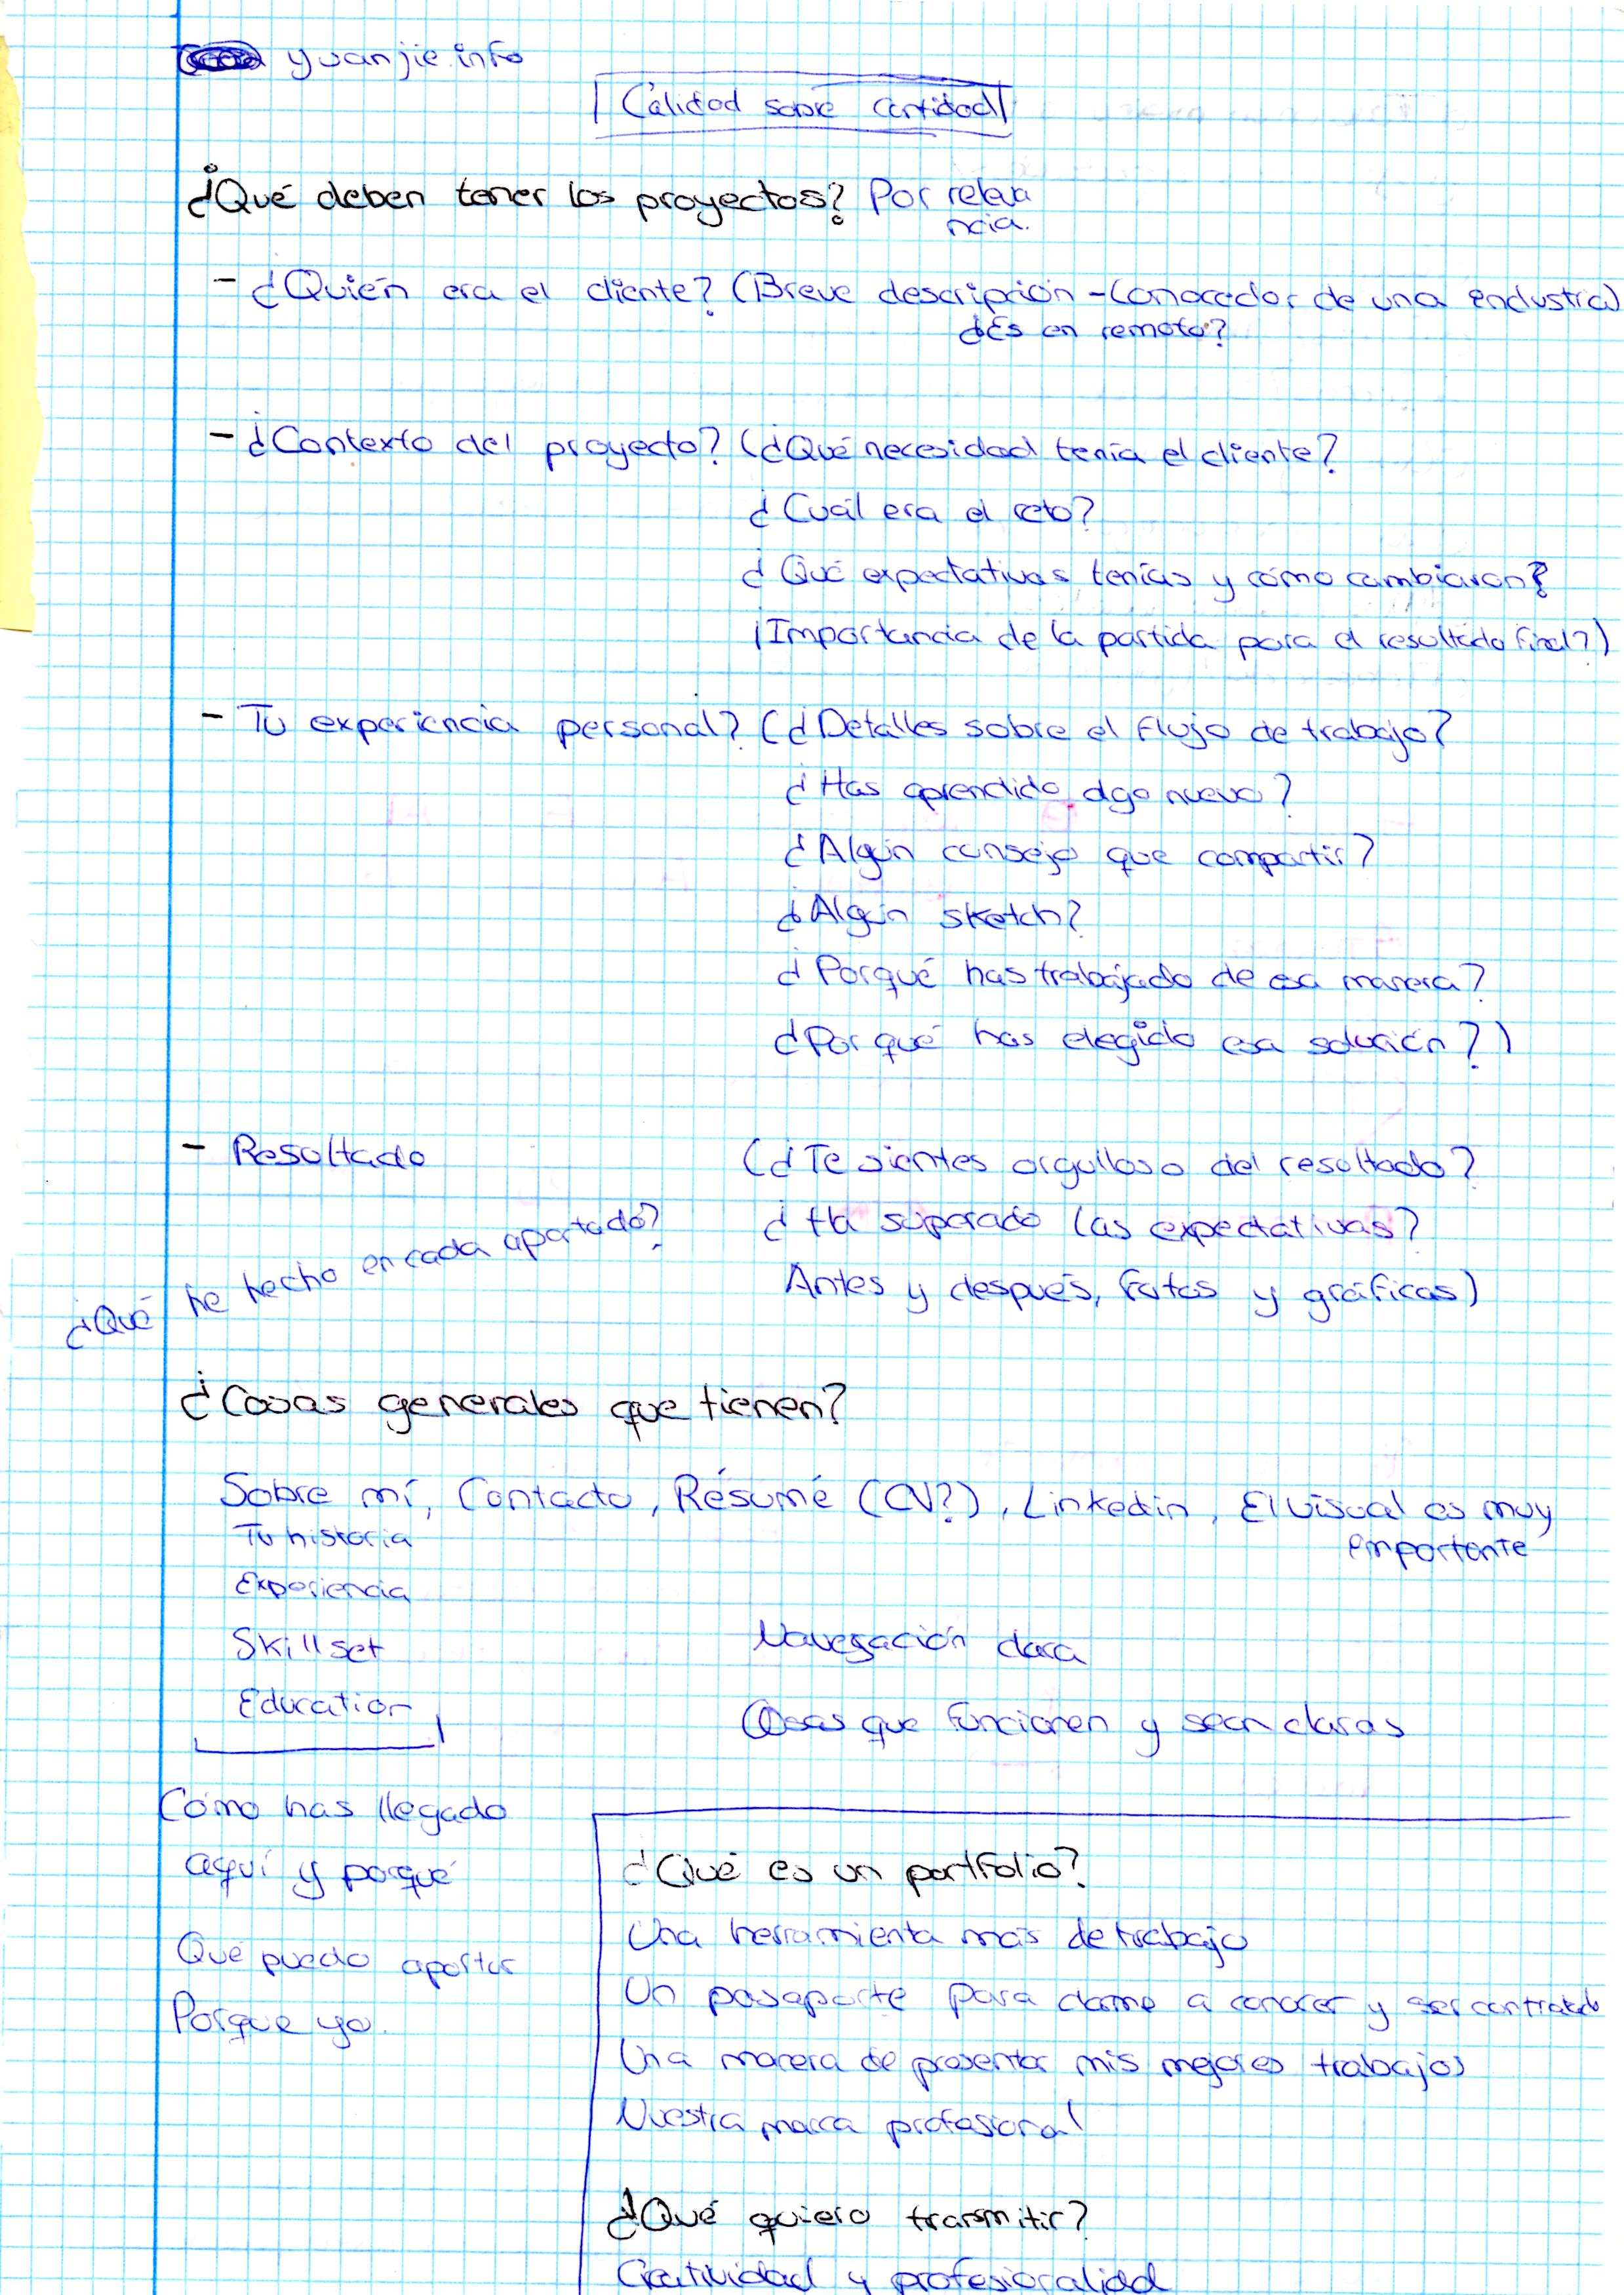 yuanjie.info
Calidad sobre cantidad
¿Qué deben tener los proyectos? Por releva
ncia.
- ¿Quién era el cliente? (Breve descripción - Conocedor de una industria)
¿Es en remoto?
- ¿Contexto del proyecto? (¿Qué necesidad tenía el cliente?
¿Cuál era el reto?
¿Qué expectativas tenías y cómo cambiaron?
¡Importancia de la partida para el resultado final?)
- Tu experiencia personal? (¿Detalles sobre el flujo de trabajo?
¿Has aprendido algo nuevo?
¿Algún consejo que compartir?
¿Algún sketch?
¿Porqué has trabajado de esa manera?
¿Por qué has elegido esa solución?)
- Resultado (¿Te sientes orgulloso del resultado?
¿Ha superado las expectativas?
Antes y después, fotos y gráficas)
¿Qué he hecho en cada apartado?
¿Cosas generales que tienen?
Sobre mí, Contacto, Résumé (CV?), Linkedin, El visual es muy
importante
Tu historia
Experiencia
Skillset
Navegación clara
Education
Cosas que funcionen y sean claras
Cómo has llegado
aquí y porqué
Qué puedo aportar
Porque yo.
¿Qué es un portfolio?
Una herramienta más de trabajo
Un pasaporte para darme a conocer y ser contratado
Una manera de presentar mis mejores trabajos
Nuestra marca profesional
¿Qué quiero transmitir?
Creatividad y profesionalidad